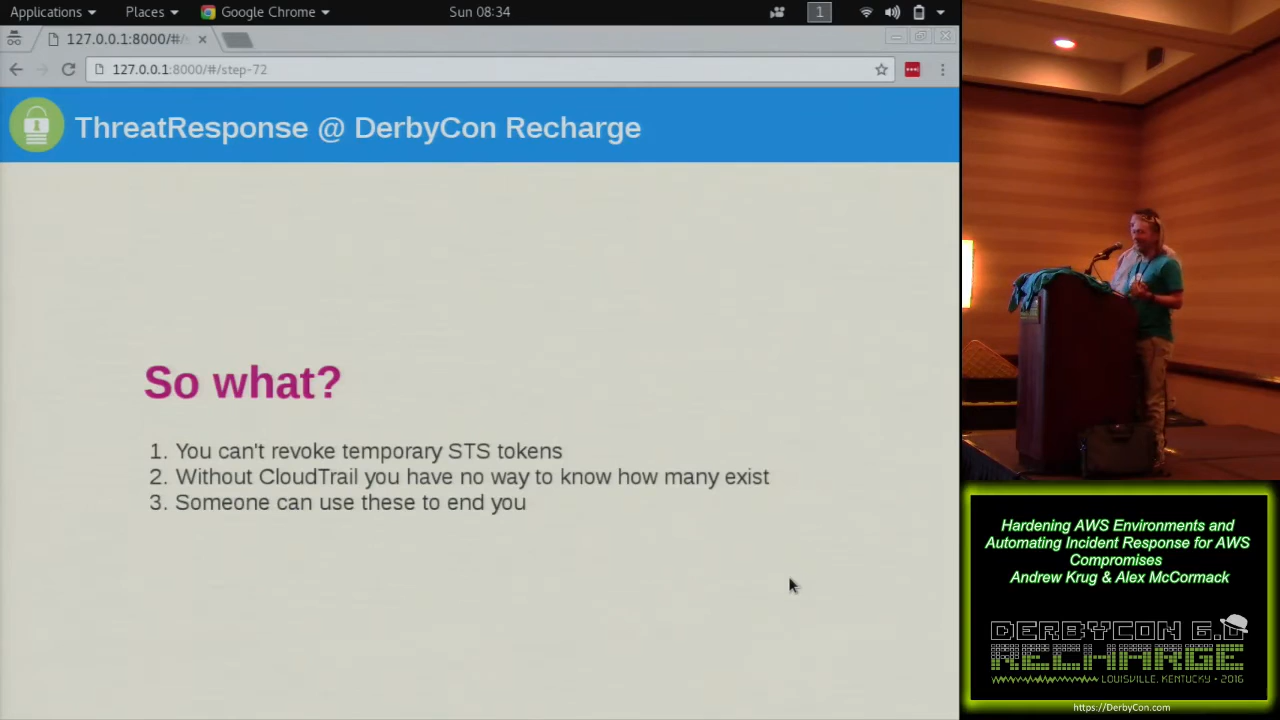 Applications
Places
Google Chrome
Sun 08:34
1
127.0.0.1:8000/#/s
127.0.0.1:8000/#/step-72
ThreatResponse @ DerbyCon Recharge
So what?
1. You can't revoke temporary STS tokens
2. Without CloudTrail you have no way to know how many exist
3. Someone can use these to end you
Hardening AWS Environments and
Automating Incident Response for AWS
Compromises
Andrew Krug & Alex McCormack
DERBYCON 6.0
RECHARGE
LOUISVILLE, KENTUCKY • 2016
https://DerbyCon.com